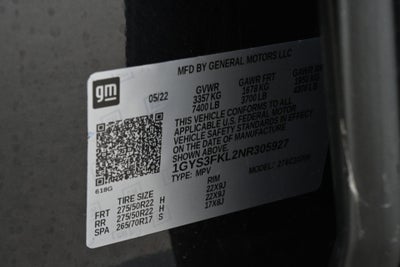 MFD BY GENERAL MOTORS LLC
gm
05/22
GVWR GAWR FRT GAWR RR
3357 KG 1678 KG
7400 LB 3700 LB
THIS VEHICLE CONFORMS TO ALL
APPLICABLE U.S. FEDERAL MOTOR
VEHICLE SAFETY STANDARDS IN EFFECT
ON THE DATE OF MANUFACTURE
1GYS3FKL2NR305927
TYPE: MPV MODEL:
618G
TIRE SIZE RIM
FRT 275/50R22 H 22X9J
RR 275/50R22 H 22X9J
SPA 265/70R17 S 17X8J